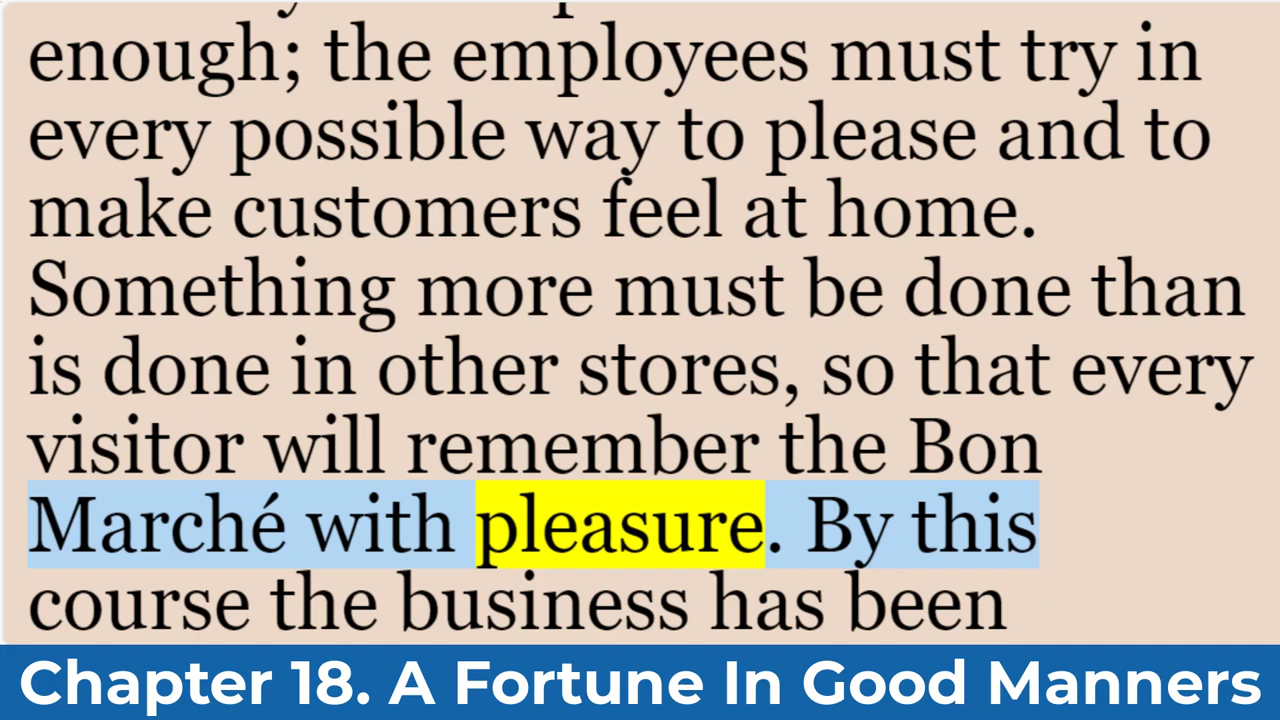 enough; the employees must try in
every possible way to please and to
make customers feel at home.
Something more must be done than
is done in other stores, so that every
visitor will remember the Bon
Marché with pleasure. By this
course the business has been
Chapter 18. A Fortune In Good Manners